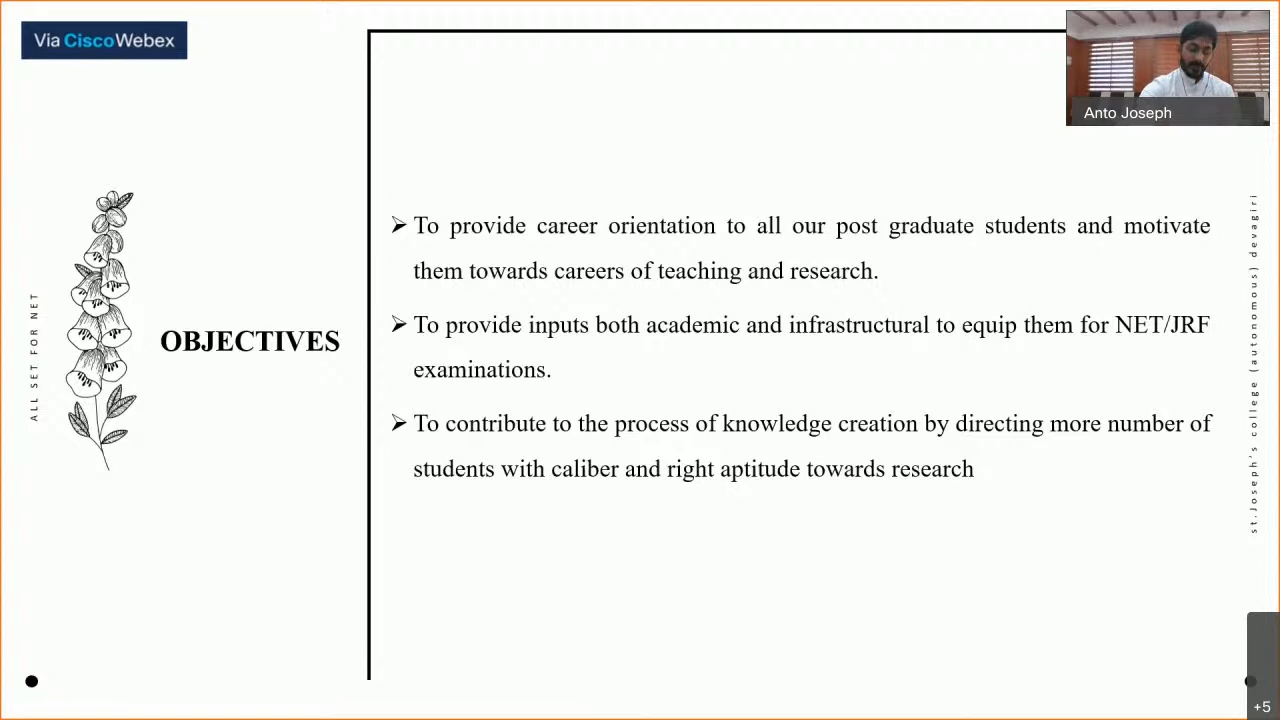 Via CiscoWebex
Anto Joseph
ALL SET FOR NET
OBJECTIVES
➢ To provide career orientation to all our post graduate students and motivate
them towards careers of teaching and research.
➢ To provide inputs both academic and infrastructural to equip them for NET/JRF
examinations.
➢ To contribute to the process of knowledge creation by directing more number of
students with caliber and right aptitude towards research
st.Joseph's college (autonomous) devagiri
+5